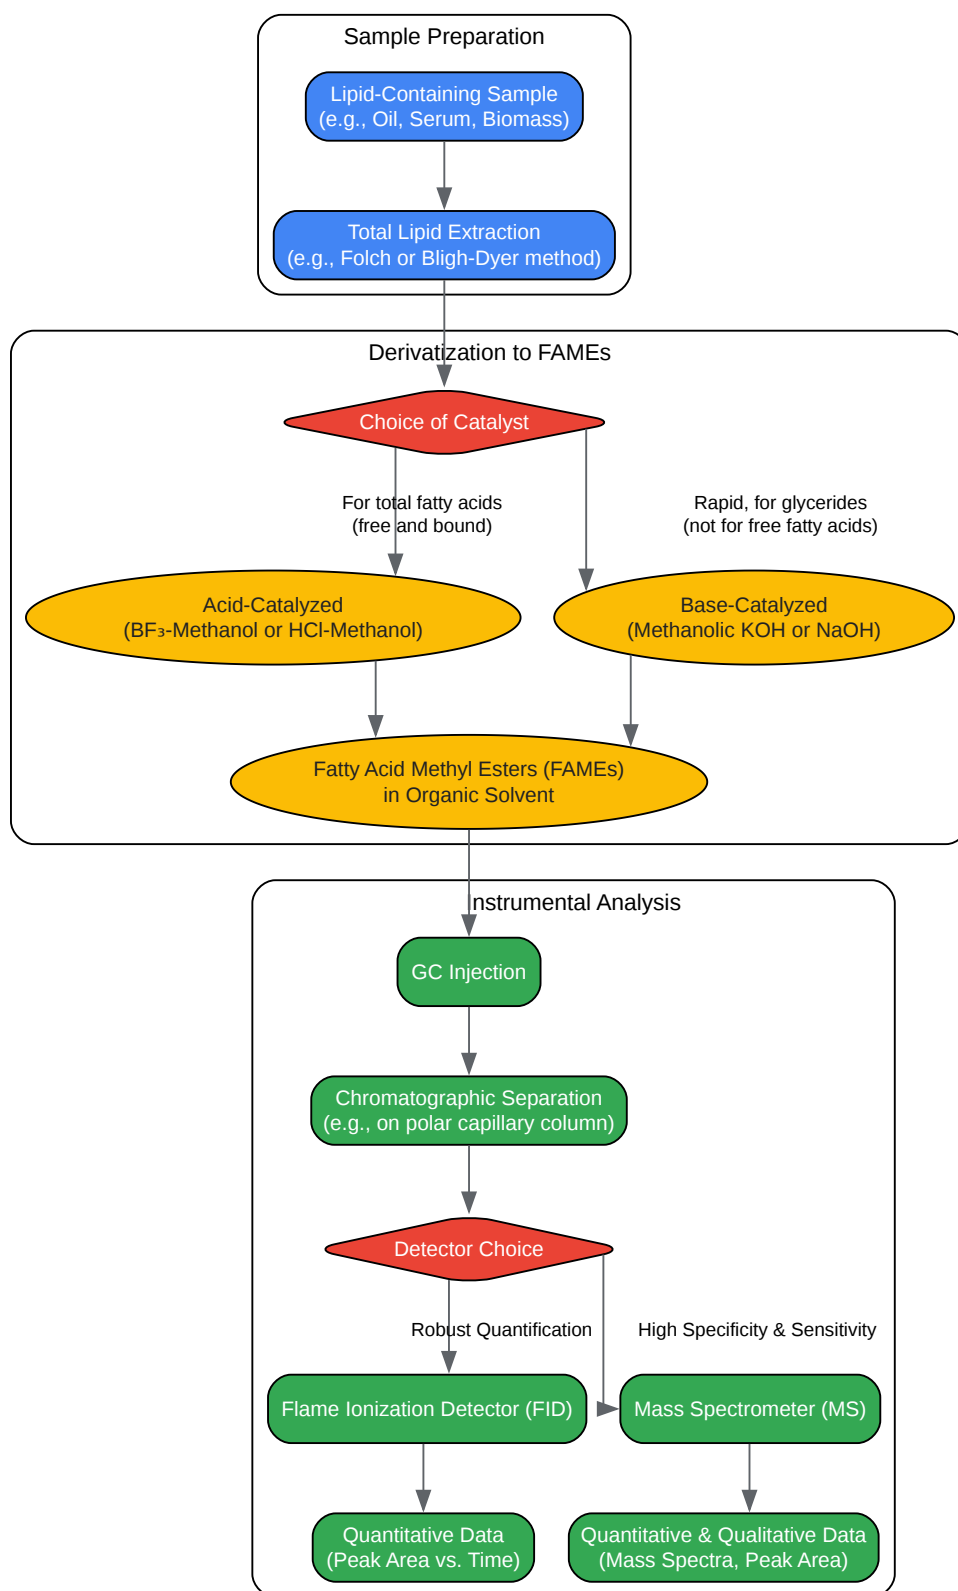 Sample Preparation
Lipid-Containing Sample
(e.g., Oil, Serum, Biomass)
Total Lipid Extraction
(e.g., Folch or Bligh-Dyer method)
Derivatization to FAMEs
Choice of Catalyst
For total fatty acids
(free and bound)
Rapid, for glycerides
(not for free fatty acids)
Acid-Catalyzed
(BF₃-Methanol or HCl-Methanol)
Base-Catalyzed
(Methanolic KOH or NaOH)
Fatty Acid Methyl Esters (FAMEs)
in Organic Solvent
Instrumental Analysis
GC Injection
Chromatographic Separation
(e.g., on polar capillary column)
Detector Choice
Robust Quantification
High Specificity & Sensitivity
Flame Ionization Detector (FID)
Mass Spectrometer (MS)
Quantitative Data
(Peak Area vs. Time)
Quantitative & Qualitative Data
(Mass Spectra, Peak Area)